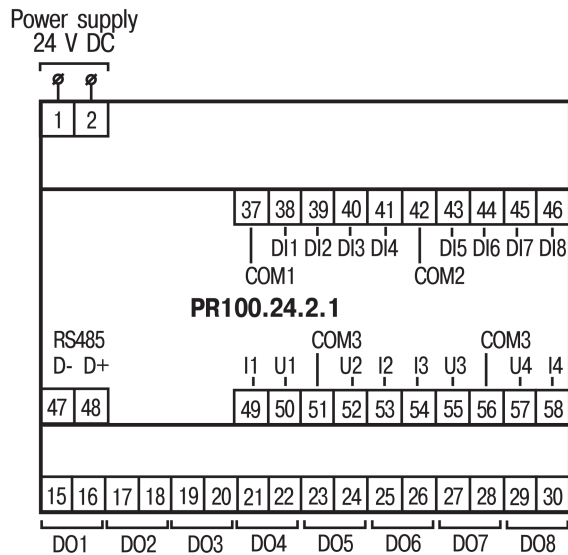 Power supply
24 V DC
1 2
37 38 39 40 41 42 43 44 45 46
DI1 DI2 DI3 DI4 DI5 DI6 DI7 DI8
COM1 COM2
PR100.24.2.1
RS485 COM3 COM3
D- D+ I1 U1 U2 I2 I3 U3 U4 I4
47 48 49 50 51 52 53 54 55 56 57 58
15 16 17 18 19 20 21 22 23 24 25 26 27 28 29 30
DO1 DO2 DO3 DO4 DO5 DO6 DO7 DO8